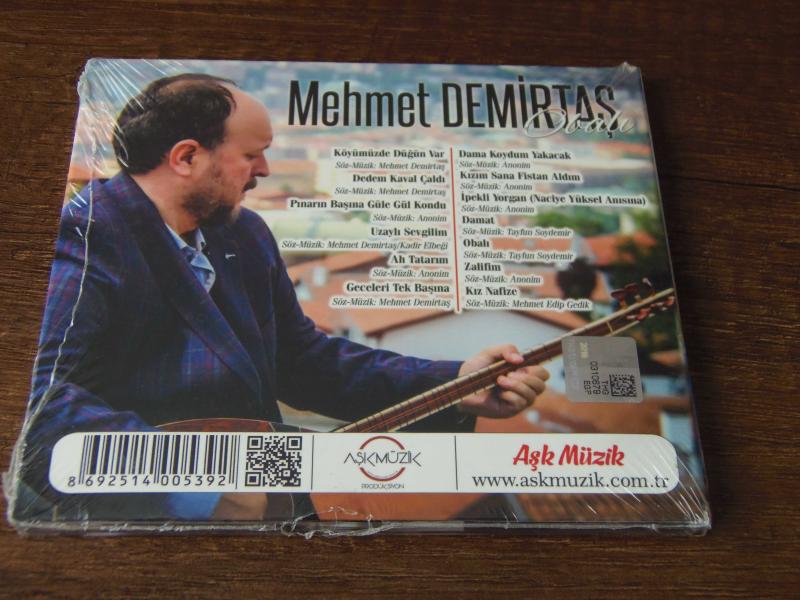 Mehmet DEMİRTAŞ
Obalı
Köyümüzde Düğün Var
Söz-Müzik: Mehmet Demirtaş
Dedem Kaval Çaldı
Söz-Müzik: Mehmet Demirtaş
Pınarın Başına Güle Gül Kondu
Söz-Müzik: Anonim
Uzaylı Sevgilim
Söz-Müzik: Mehmet Demirtaş/Kadir Elbeği
Ah Tatarım
Söz-Müzik: Anonim
Geceleri Tek Başına
Söz-Müzik: Mehmet Demirtaş
Dama Koydum Yakacak
Söz-Müzik: Anonim
Kızım Sana Fistan Aldım
Söz-Müzik: Anonim
İpekli Yorgan (Naciye Yüksel Anısına)
Söz-Müzik: Anonim
Damat
Söz-Müzik: Tayfun Soydemir
Obalı
Söz-Müzik: Tayfun Soydemir
Zalifim
Söz-Müzik: Anonim
Kız Nafize
Söz-Müzik: Mehmet Edip Gedik
THG
0310679
EGP
8 692514 005392
AŞKMÜZİK
PRODÜKSİYON
Aşk Müzik
www.askmuzik.com.tr